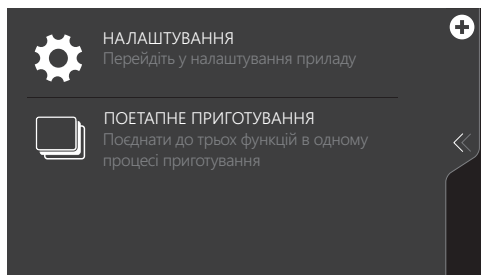 НАЛАШТУВАННЯ
Перейдіть у налаштування приладу
ПОЕТАПНЕ ПРИГОТУВАННЯ
Поєднати до трьох функцій в одному
процесі приготування